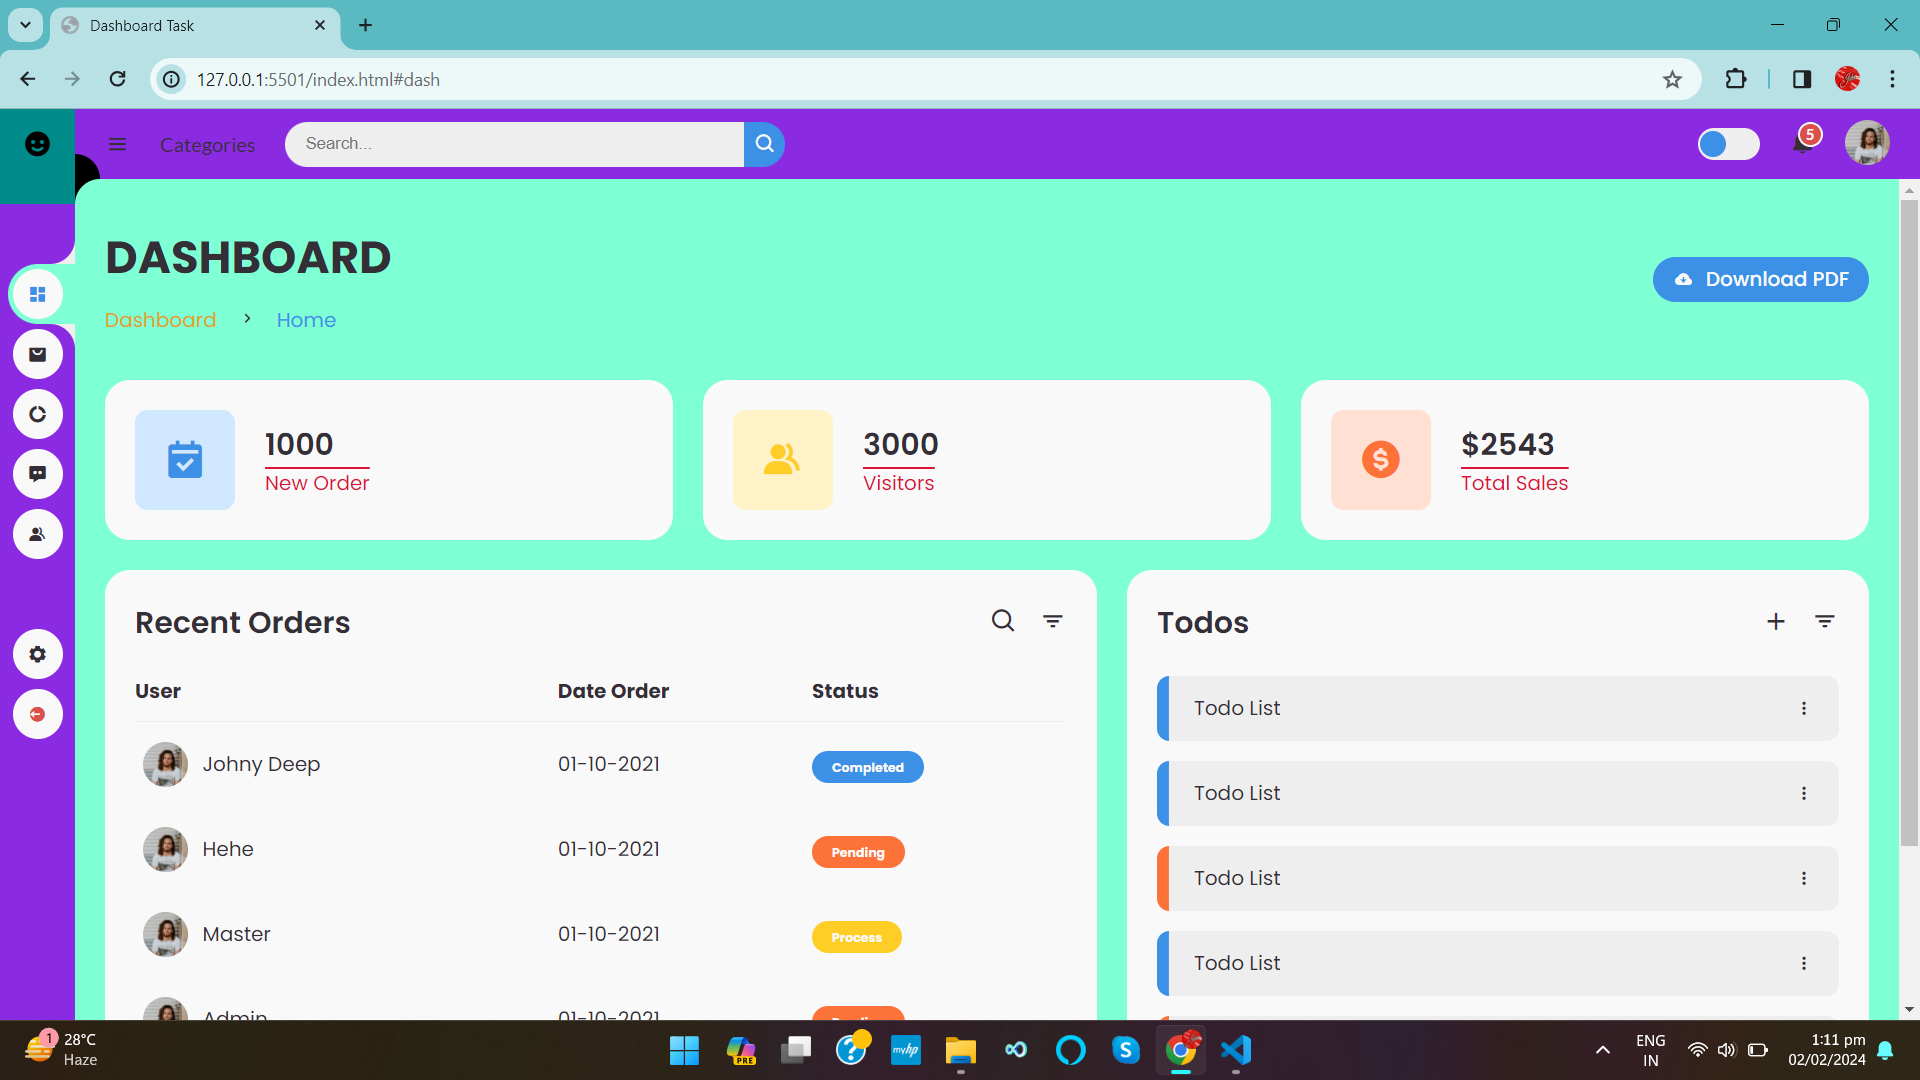 Dashboard Task
127.0.0.1:5501/index.html#dash
Categories
Search...
5
DASHBOARD
Dashboard > Home
Download PDF
1000
New Order
3000
Visitors
$2543
Total Sales
Recent Orders
User Date Order Status
Johny Deep 01-10-2021 Completed
Hehe 01-10-2021 Pending
Master 01-10-2021 Process
Admin 01-10-2021 Pending
Todos
Todo List
Todo List
Todo List
Todo List
1
28°C
Haze
PRE
myhp
ENG
IN
1:11 pm
02/02/2024